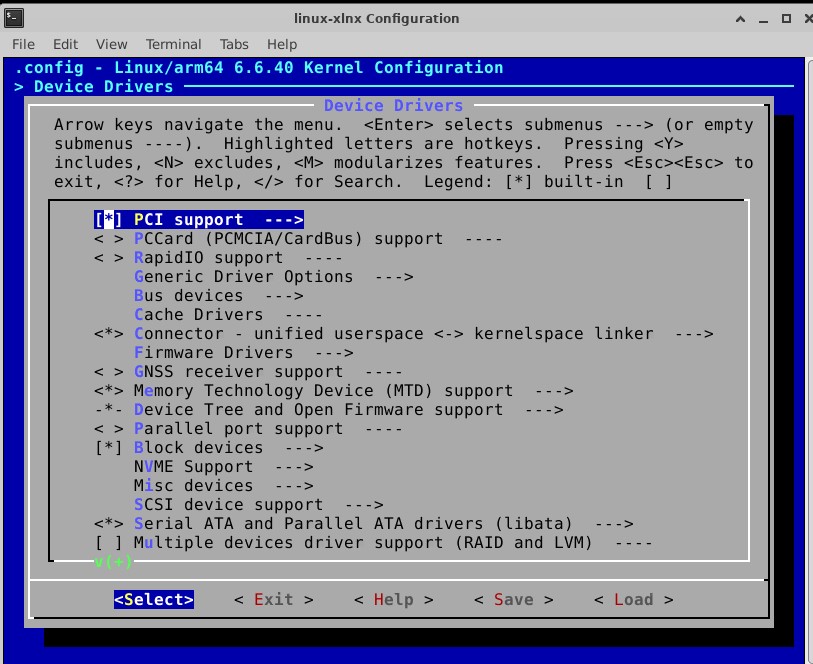 linux-xlnx Configuration
File Edit View Terminal Tabs Help
.config - Linux/arm64 6.6.40 Kernel Configuration
> Device Drivers
Device Drivers
Arrow keys navigate the menu.  <Enter> selects submenus ---> (or empty
submenus ----).  Highlighted letters are hotkeys.  Pressing <Y>
includes, <N> excludes, <M> modularizes features.  Press <Esc><Esc> to
exit, <?> for Help, </> for Search.  Legend: [*] built-in  [ ]
[*] PCI support  --->
< > PCCard (PCMCIA/CardBus) support  ----
< > RapidIO support  ----
Generic Driver Options  --->
Bus devices  --->
Cache Drivers  ----
<*> Connector - unified userspace <-> kernelspace linker  --->
Firmware Drivers  --->
< > GNSS receiver support  ----
<*> Memory Technology Device (MTD) support  --->
-*- Device Tree and Open Firmware support  --->
< > Parallel port support  ----
[*] Block devices  --->
NVME Support  --->
Misc devices  --->
SCSI device support  --->
<*> Serial ATA and Parallel ATA drivers (libata)  --->
[ ] Multiple devices driver support (RAID and LVM)  ----
v(+)
<Select>    < Exit >    < Help >    < Save >    < Load >